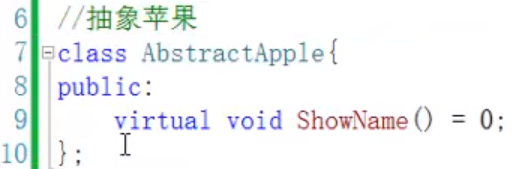 6 //抽象苹果
7 class AbstractApple{
8 public:
9     virtual void ShowName() = 0;
10 };